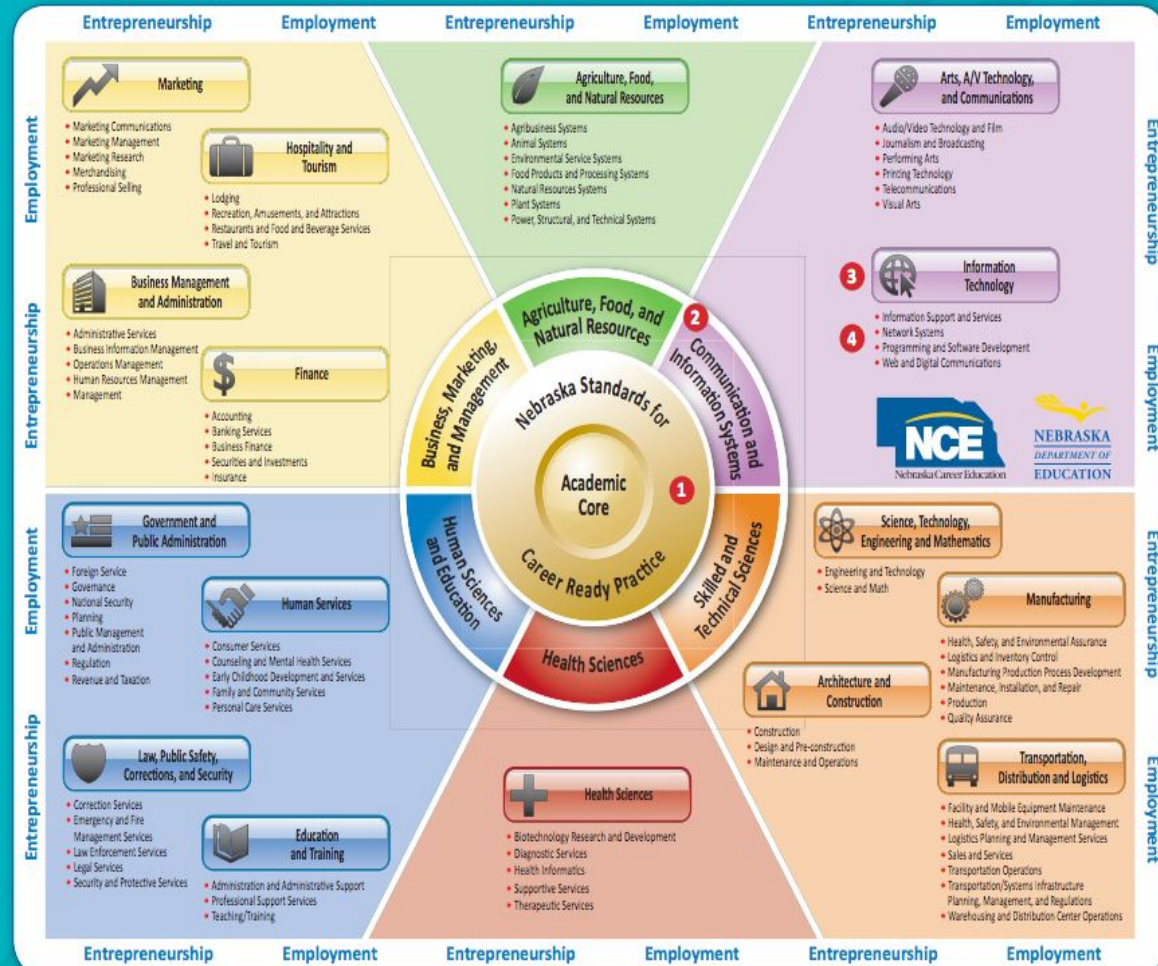 Entrepreneurship Employment Entrepreneurship Employment Entrepreneurship Employment
Employment
Entrepreneurship
Employment
Entrepreneurship
Marketing
• Marketing Communications
• Marketing Management
• Marketing Research
• Merchandising
• Professional Selling
Hospitality and
Tourism
• Lodging
• Recreation, Amusements, and Attractions
• Restaurants and Food and Beverage Services
• Travel and Tourism
Business Management
and Administration
• Administrative Services
• Business Information Management
• Operations Management
• Human Resources Management
• Management
Finance
• Accounting
• Banking Services
• Business Finance
• Securities and Investments
• Insurance
Agriculture, Food,
and Natural Resources
• Agribusiness Systems
• Animal Systems
• Environmental Service Systems
• Food Products and Processing Systems
• Natural Resources Systems
• Plant Systems
• Power, Structural, and Technical Systems
Arts, A/V Technology,
and Communications
• Audio/Video Technology and Film
• Journalism and Broadcasting
• Performing Arts
• Printing Technology
• Telecommunications
• Visual Arts
3
Information
Technology
• Information Support and Services
• Network Systems
4
• Programming and Software Development
• Web and Digital Communications
NCE
Nebraska Career Education
NEBRASKA
DEPARTMENT OF
EDUCATION
Business, Marketing,
and Management
Agriculture, Food, and
Natural Resources
2
Communication and
Information Systems
Nebraska Standards for
Academic
Core
1
Career Ready Practice
Human Sciences
and Education
Health Sciences
Skilled and
Technical Sciences
Government and
Public Administration
• Foreign Service
• Governance
• National Security
• Planning
• Public Management
and Administration
• Regulation
• Revenue and Taxation
Human Services
• Consumer Services
• Counseling and Mental Health Services
• Early Childhood Development and Services
• Family and Community Services
• Personal Care Services
Law, Public Safety,
Corrections, and Security
• Correction Services
• Emergency and Fire
Management Services
• Law Enforcement Services
• Legal Services
• Security and Protective Services
Education
and Training
• Administration and Administrative Support
• Professional Support Services
• Teaching/Training
Health Sciences
• Biotechnology Research and Development
• Diagnostic Services
• Health Informatics
• Supportive Services
• Therapeutic Services
Science, Technology,
Engineering and Mathematics
• Engineering and Technology
• Science and Math
Manufacturing
• Health, Safety, and Environmental Assurance
• Logistics and Inventory Control
• Manufacturing Production Process Development
• Maintenance, Installation, and Repair
• Production
• Quality Assurance
Architecture and
Construction
• Construction
• Design and Pre-construction
• Maintenance and Operations
Transportation,
Distribution and Logistics
• Facility and Mobile Equipment Maintenance
• Health, Safety, and Environmental Management
• Logistics Planning and Management Services
• Sales and Services
• Transportation Operations
• Transportation/Systems Infrastructure
Planning, Management, and Regulations
• Warehousing and Distribution Center Operations
Entrepreneurship
Employment
Entrepreneurship
Employment
Entrepreneurship Employment Entrepreneurship Employment Entrepreneurship Employment